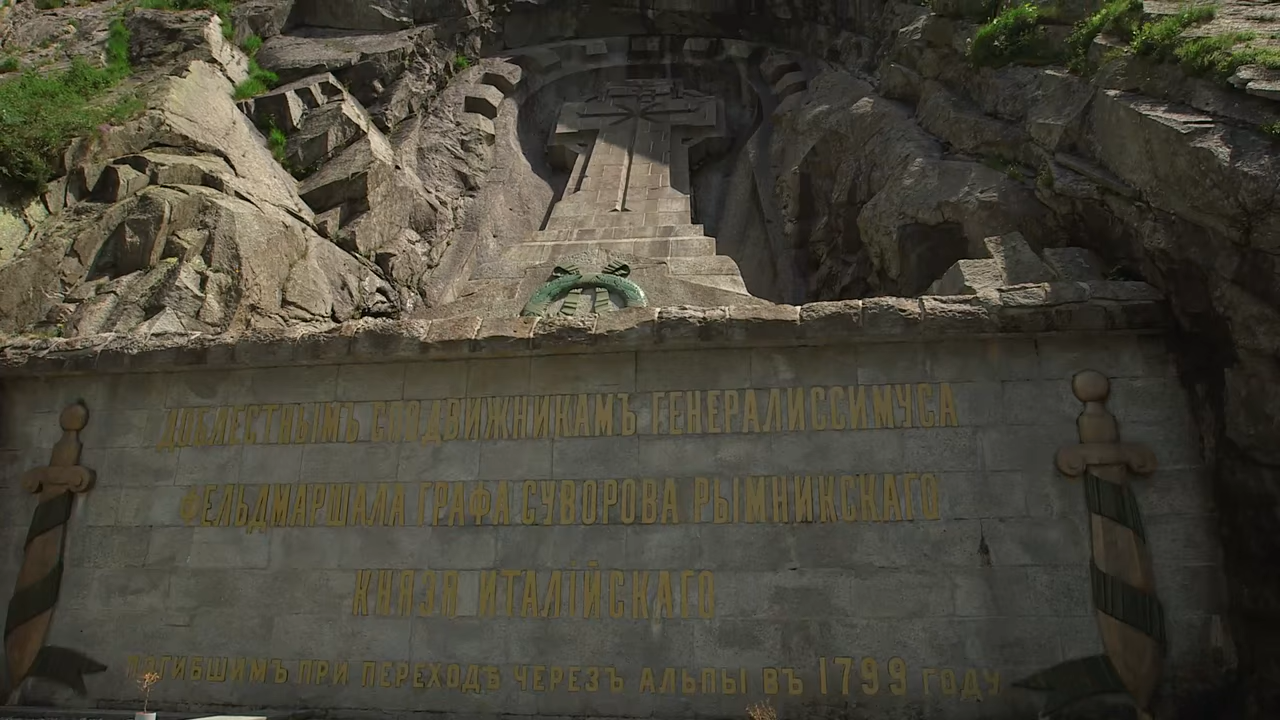 ДОБЛЕСТНЫМЪ СПОДВИЖНИКАМЪ ГЕНЕРАЛИССИМУСА
ФЕЛЬДМАРШАЛА ГРАФА СУВОРОВА РЫМНИКСКАГО
КНЯЗЯ ИТАЛІЙСКАГО
ПОГИБШИМЪ ПРИ ПЕРЕХОДѢ ЧЕРЕЗЪ АЛЬПЫ ВЪ 1799 ГОДУ